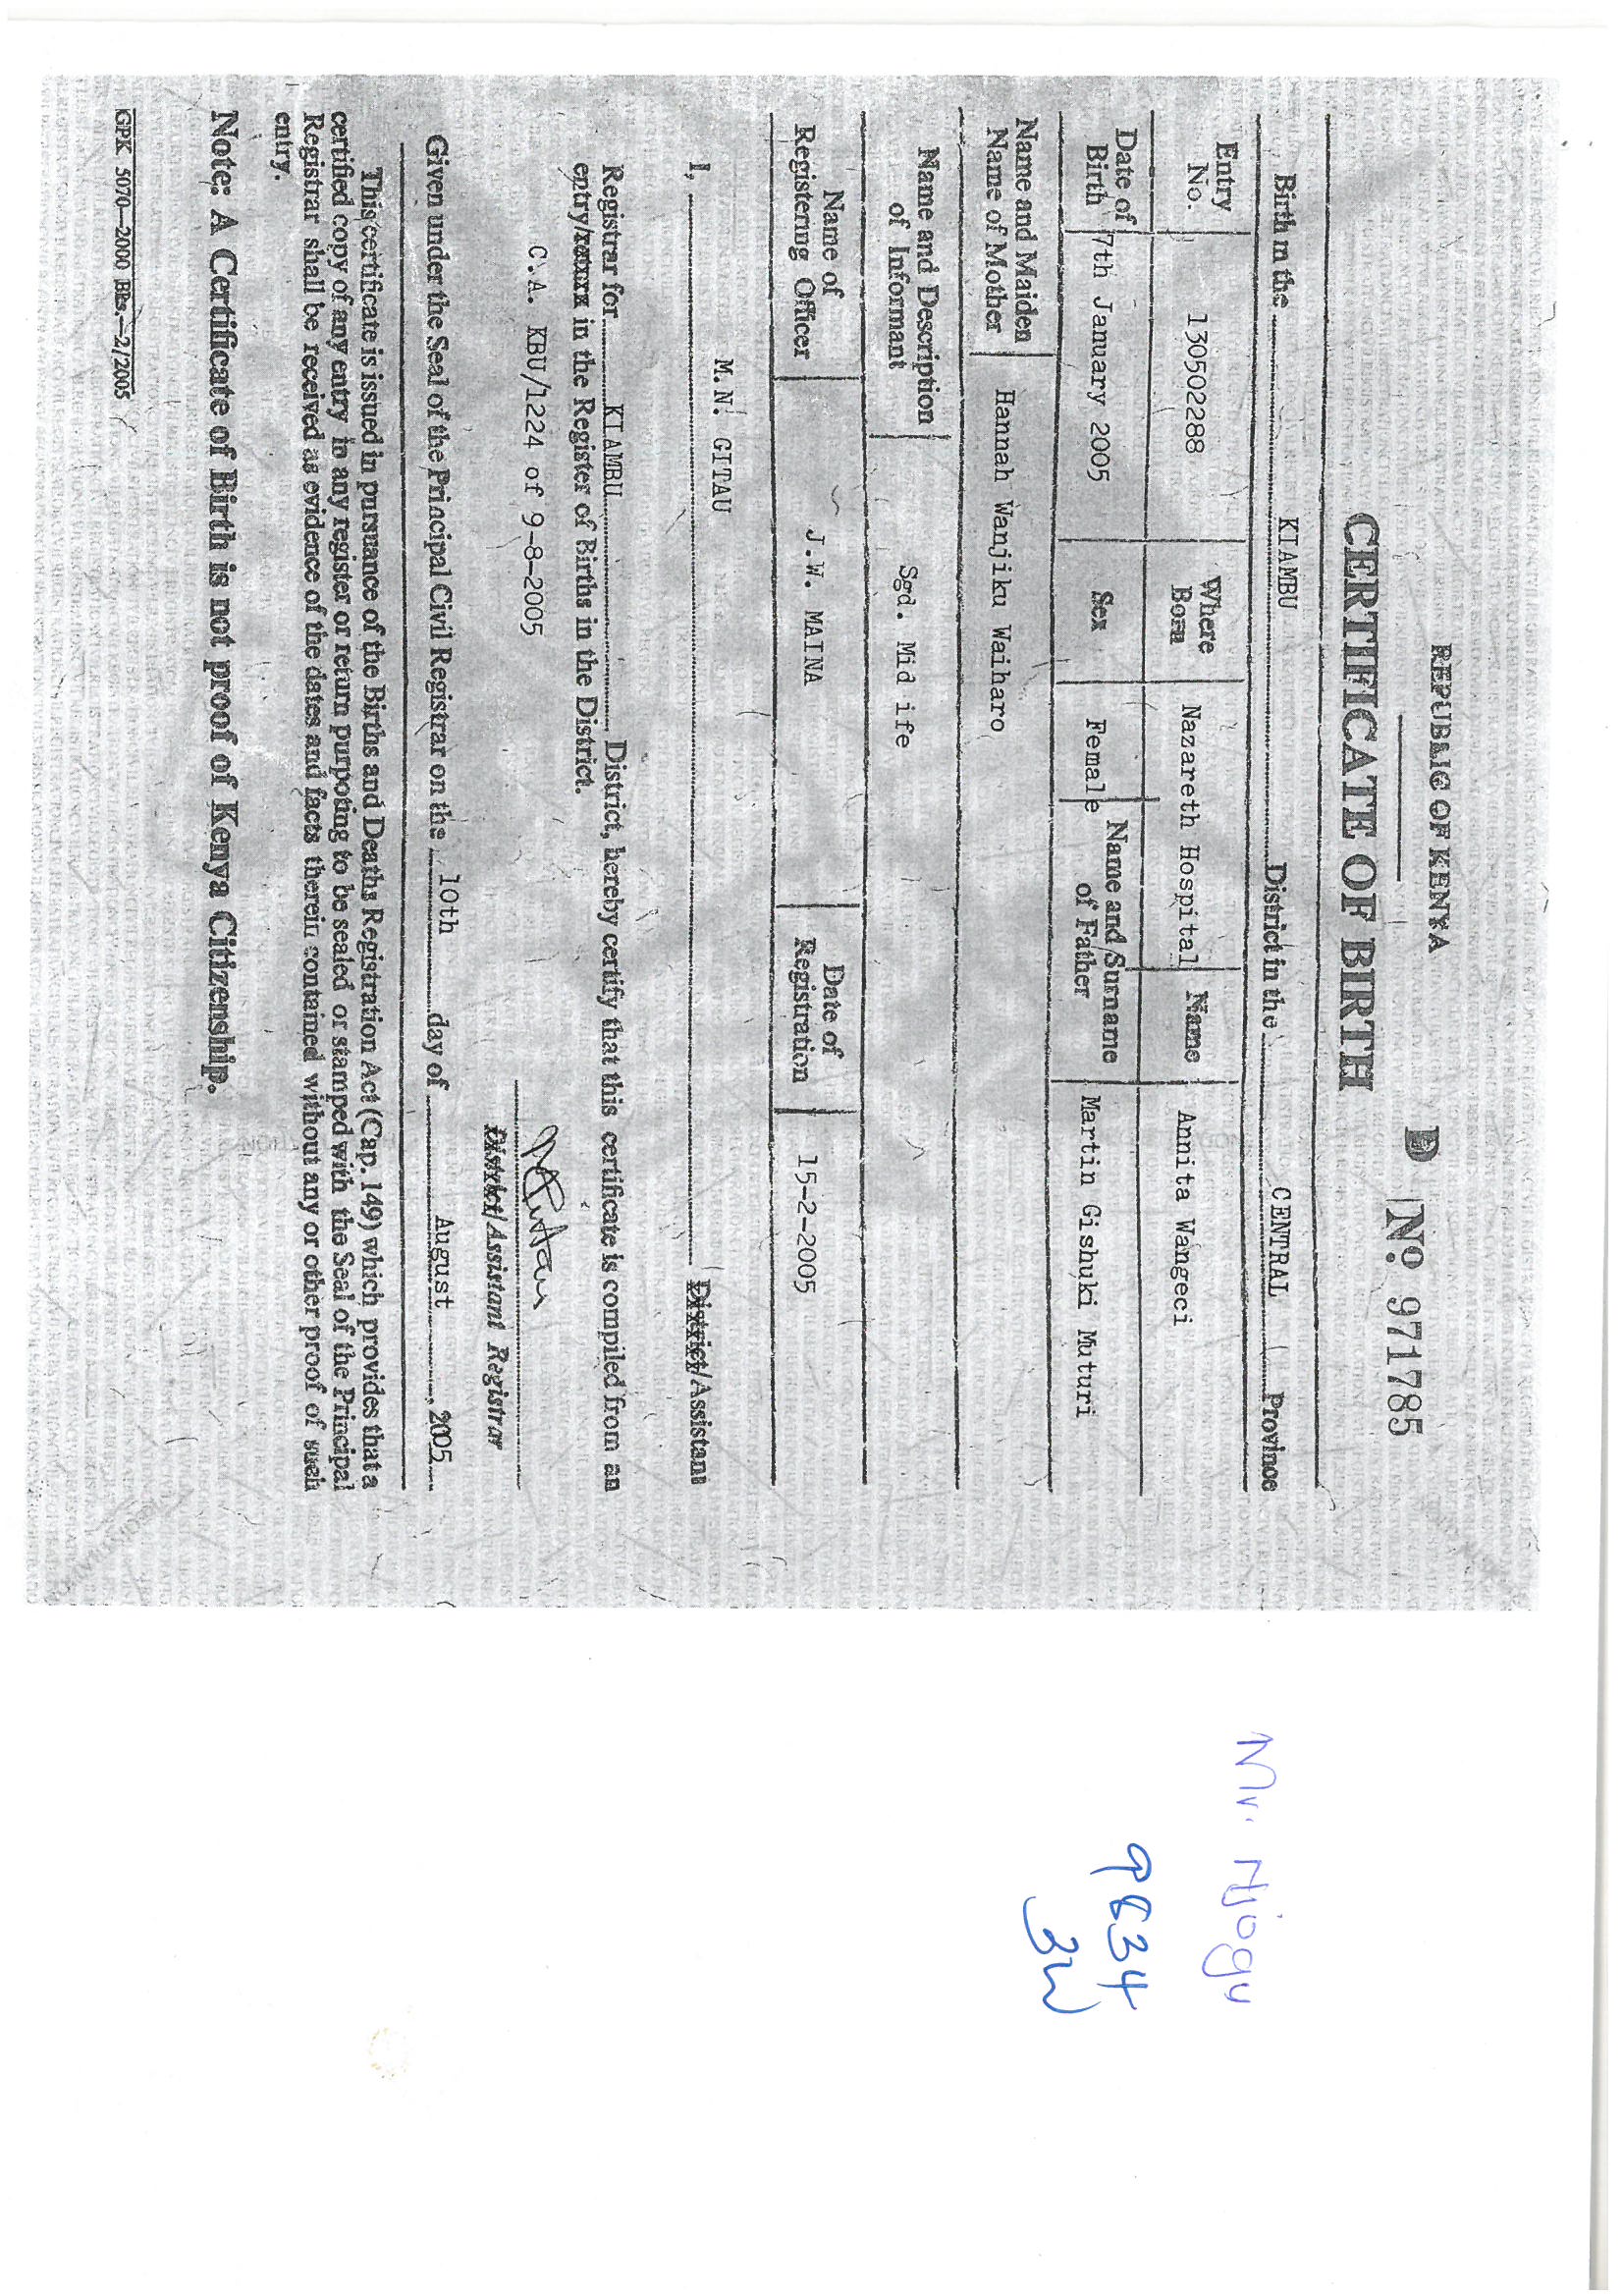 REPUBLIC OF KENYA
CERTIFICATE OF BIRTH
D No. 971785
Birth in the KIAMBU District in the CENTRAL Province
Entry No. 130502288 Where Born Nazareth Hospital Name Annita Wangeci
Date of Birth 7th January 2005 Sex Female Name and Surname of Father Martin Gishuki Muturi
Name and Maiden Name of Mother Hannah Wanjiku Waiharo
Name and Description of Informant Sgd. Mid ife
Name of Registering Officer J.W. MAINA Date of Registration 15-2-2005
I, M.N. GITAU District/Assistant
Registrar for KIAMBU District, hereby certify that this certificate is compiled from an
entry/return in the Register of Births in the District.
C.A. KBU/1224 of 9-8-2005
District/Assistant Registrar
Given under the Seal of the Principal Civil Registrar on the 10th day of August, 2005
This certificate is issued in pursuance of the Births and Deaths Registration Act (Cap. 149) which provides that a
certified copy of any entry in any register or return purpoting to be sealed or stamped with the Seal of the Principal
Registrar shall be received as evidence of the dates and facts therein contained without any or other proof of such
entry.
Note: A Certificate of Birth is not proof of Kenya Citizenship.
GPK 5070—2000 Bks.—2/2005
Mr. Njogu
9834
3W